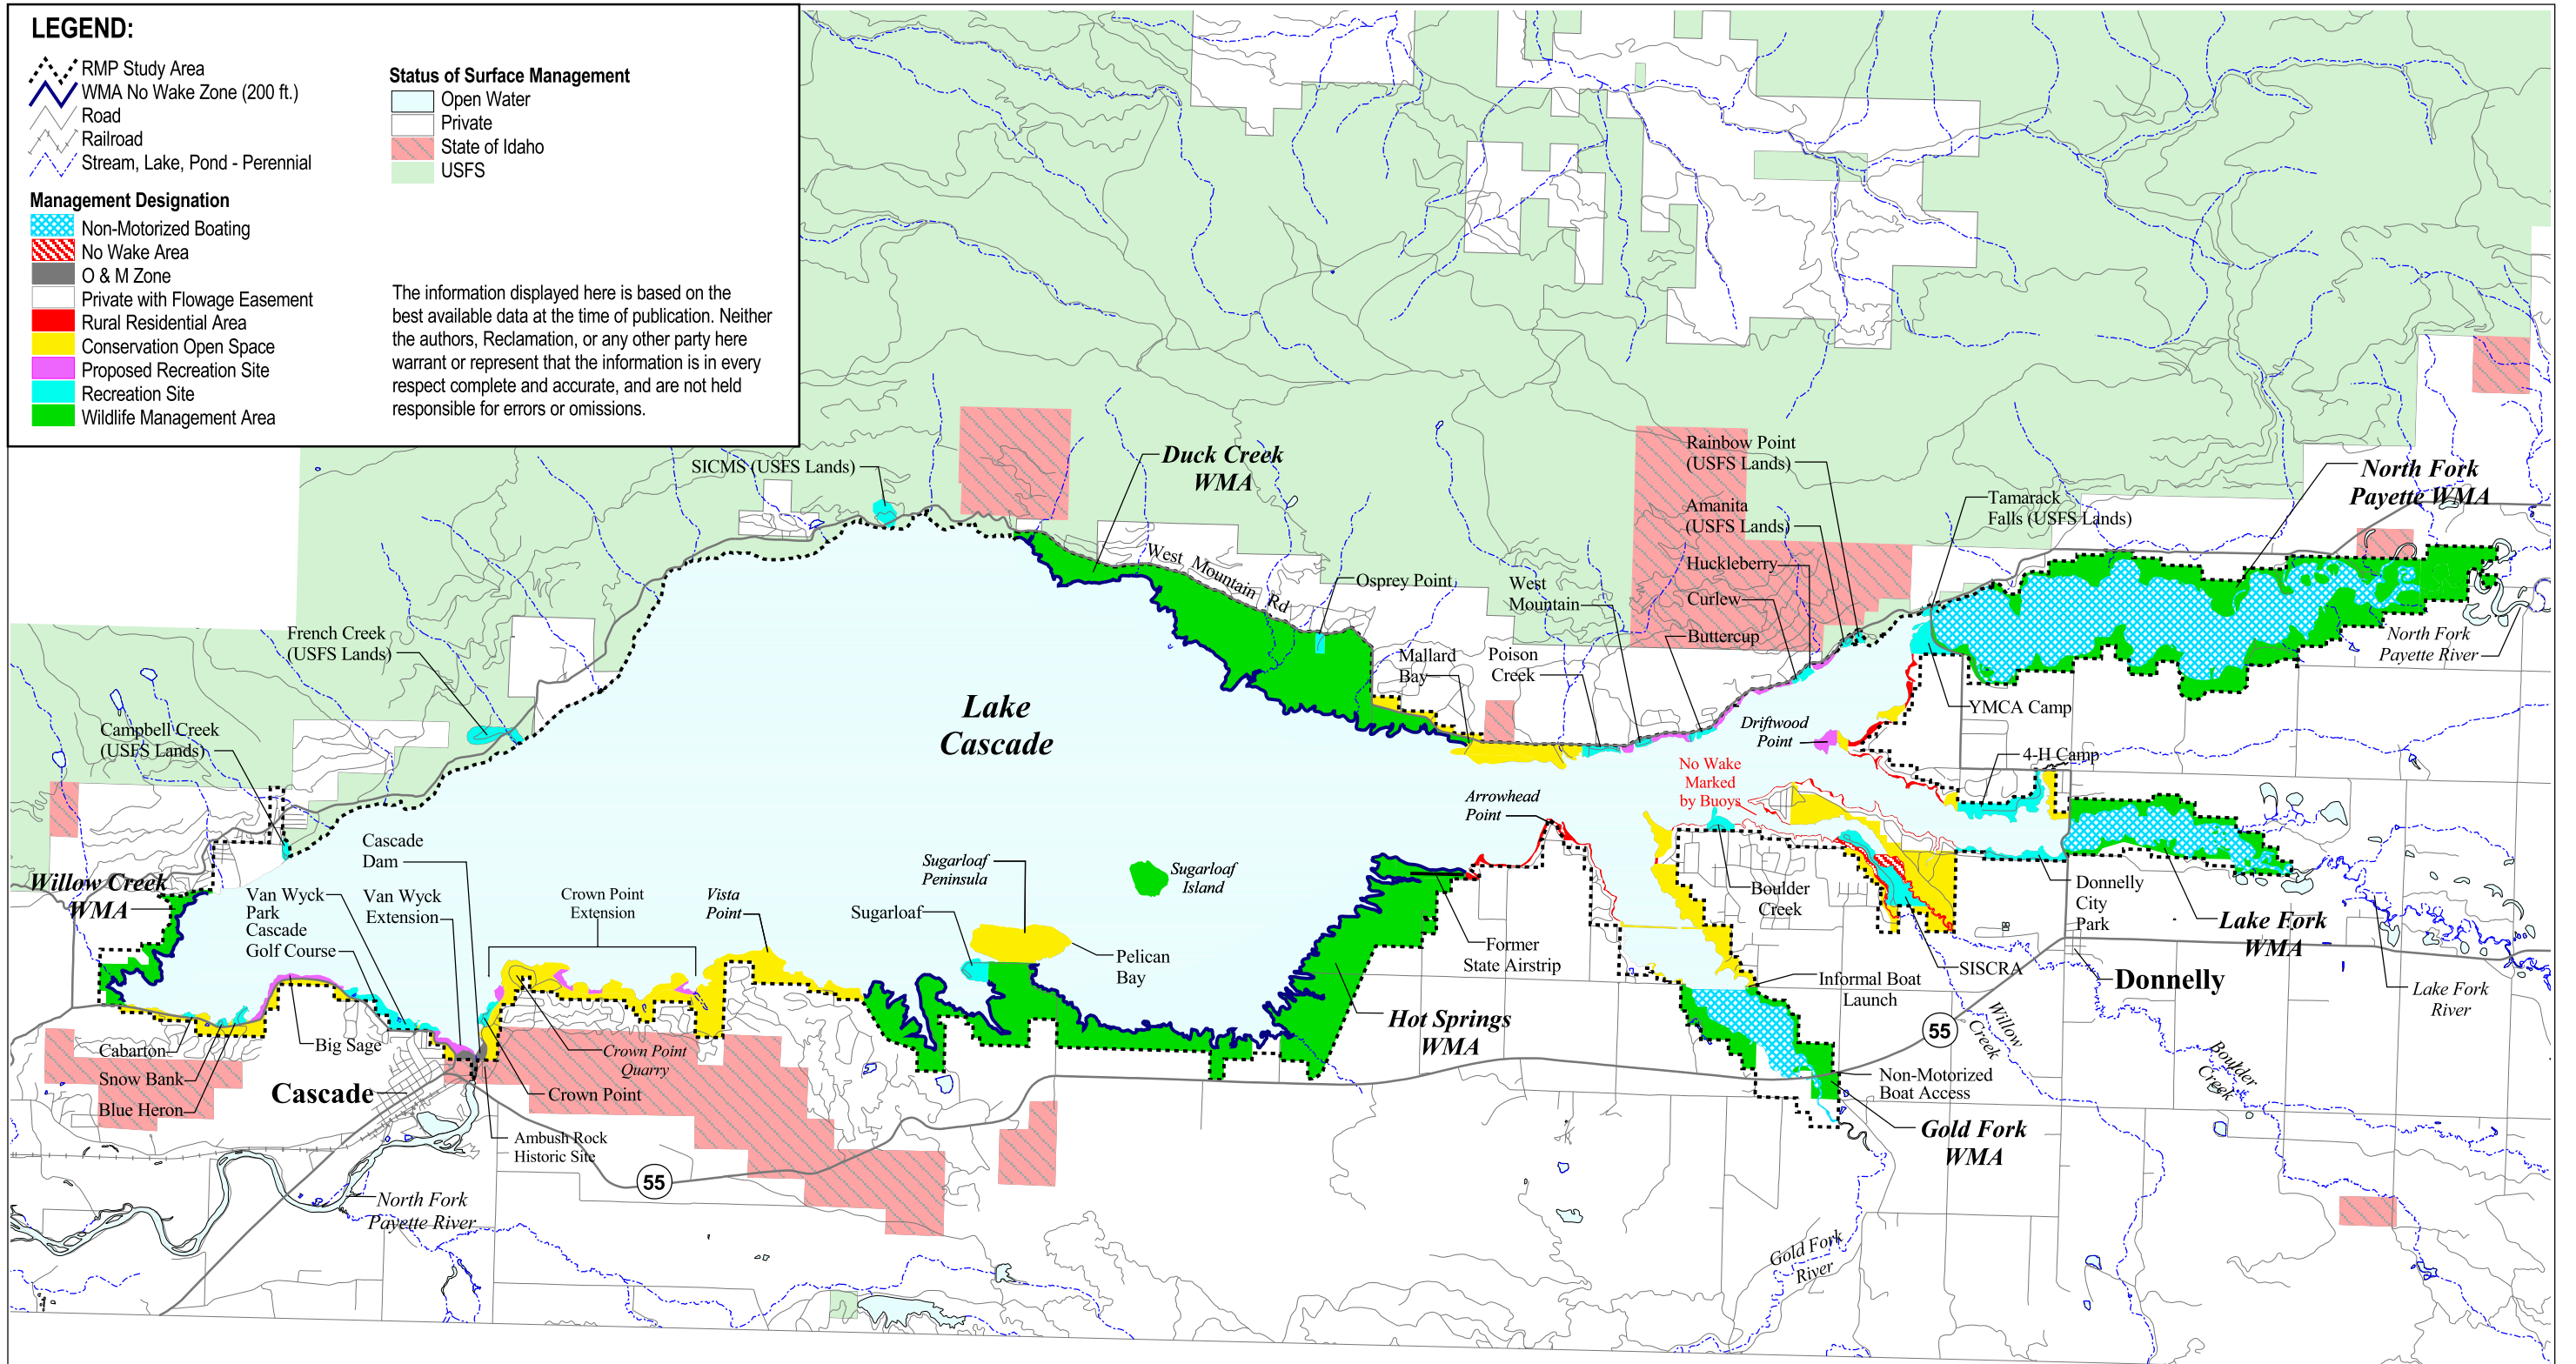 LEGEND:
RMP Study Area
WMA No Wake Zone (200 ft.)
Road
Railroad
Stream, Lake, Pond - Perennial
Management Designation
Non-Motorized Boating
No Wake Area
O & M Zone
Private with Flowage Easement
Rural Residential Area
Conservation Open Space
Proposed Recreation Site
Recreation Site
Wildlife Management Area
Status of Surface Management
Open Water
Private
State of Idaho
USFS
The information displayed here is based on the
best available data at the time of publication. Neither
the authors, Reclamation, or any other party here
warrant or represent that the information is in every
respect complete and accurate, and are not held
responsible for errors or omissions.
SICMS (USFS Lands)
Duck Creek
WMA
Rainbow Point
(USFS Lands)
North Fork
Payette WMA
Amanita
(USFS Lands)
Tamarack
Falls (USFS Lands)
West Mountain Rd
Osprey Point
West
Mountain
Huckleberry
Curlew
Buttercup
French Creek
(USFS Lands)
Mallard
Bay
Poison
Creek
North Fork
Payette River
Lake
Cascade
Driftwood
Point
YMCA Camp
Campbell Creek
(USFS Lands)
4-H Camp
No Wake
Marked
by Buoys
Arrowhead
Point
Cascade
Dam
Sugarloaf
Peninsula
Sugarloaf
Island
Willow Creek
WMA
Van Wyck
Park
Cascade
Golf Course
Van Wyck
Extension
Crown Point
Extension
Vista
Point
Sugarloaf
Boulder
Creek
Donnelly
City
Park
Lake Fork
WMA
Pelican
Bay
Former
State Airstrip
SISCRA
Informal Boat
Launch
Donnelly
Lake Fork
River
Hot Springs
WMA
55
Willow
Creek
Cabarton
Big Sage
Crown Point
Quarry
Snow Bank
Cascade
Crown Point
Blue Heron
Boulder
Creek
Non-Motorized
Boat Access
Gold Fork
WMA
Ambush Rock
Historic Site
55
North Fork
Payette River
Gold Fork
River